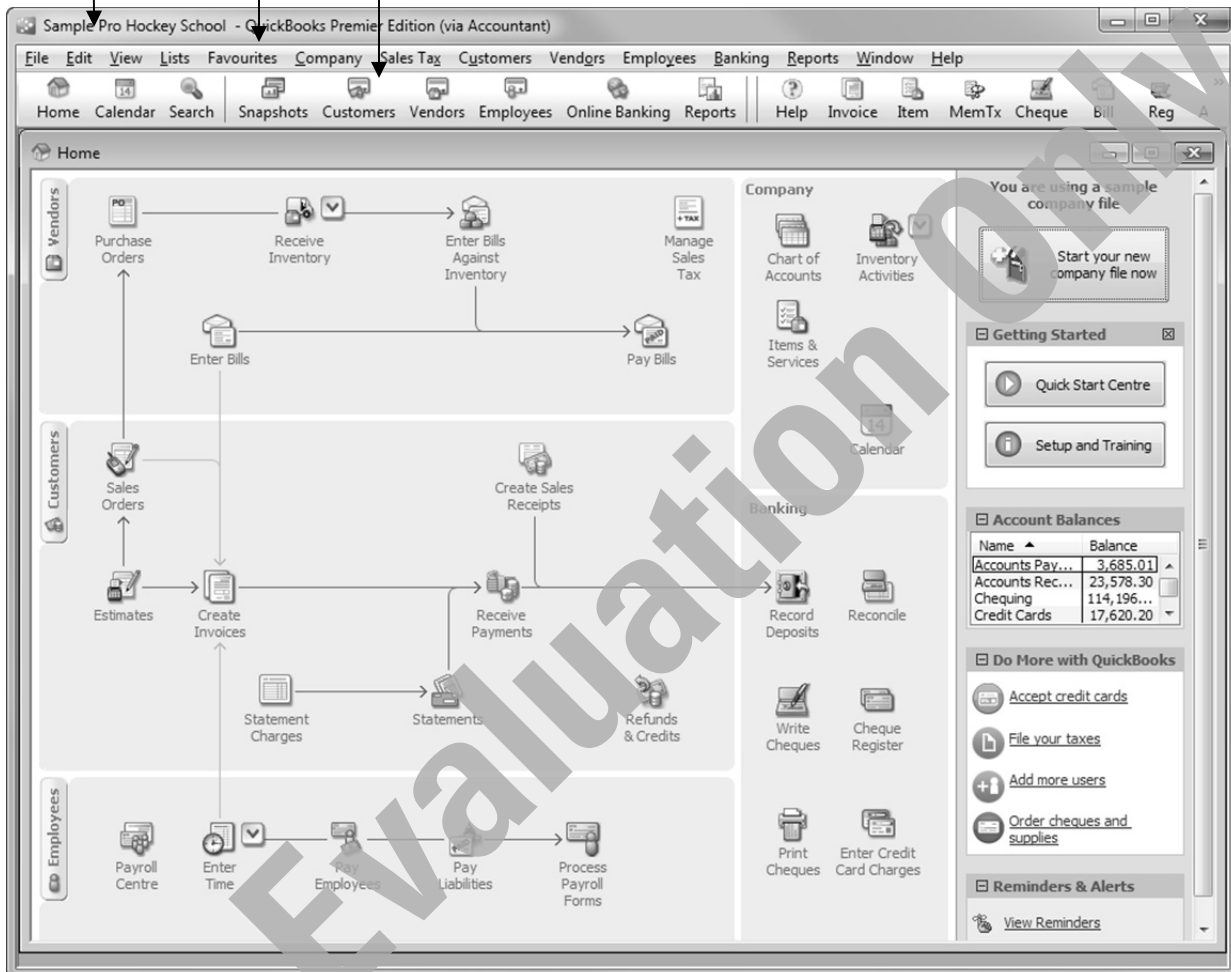 Sample Pro Hockey School - QuickBooks Premier Edition (via Accountant)
File Edit View Lists Favourites Company Sales Tax Customers Vendors Employees Banking Reports Window Help
14
Home Calendar Search Snapshots Customers Vendors Employees Online Banking Reports Help Invoice Item MemTx Cheque Bill Reg A
Home
Vendors
PO
Purchase
Orders
Receive
Inventory
Enter Bills
Against
Inventory
+ TAX
Manage
Sales
Tax
Enter Bills
PAID
Pay Bills
Customers
Sales
Orders
Create Sales
Receipts
Estimates
Create
Invoices
Receive
Payments
Statement
Charges
Statements
Refunds
& Credits
Employees
Payroll
Centre
Enter
Time
Pay
Employees
Pay
Liabilities
Process
Payroll
Forms
Company
Chart of
Accounts
Inventory
Activities
Items &
Services
14
Calendar
Banking
Record
Deposits
Reconcile
Write
Cheques
Cheque
Register
Print
Cheques
Enter Credit
Card Charges
You are using a sample
company file
Start your new
company file now
Getting Started
Quick Start Centre
Setup and Training
Account Balances
Name Balance
Accounts Pay... 3,685.01
Accounts Rec... 23,578.30
Chequing 114,196...
Credit Cards 17,620.20
Do More with QuickBooks
Accept credit cards
File your taxes
Add more users
Order cheques and
supplies
Reminders & Alerts
View Reminders
Evaluation Only